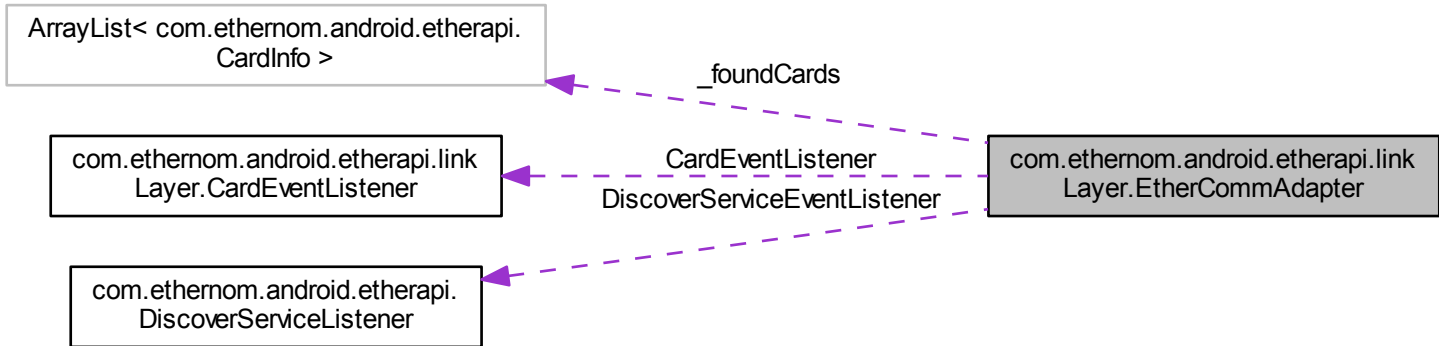 ArrayList< com.ethernom.android.etherapi.
CardInfo >
_foundCards
com.ethernom.android.etherapi.link
Layer.CardEventListener
CardEventListener
DiscoverServiceEventListener
com.ethernom.android.etherapi.link
Layer.EtherCommAdapter
com.ethernom.android.etherapi.
DiscoverServiceListener